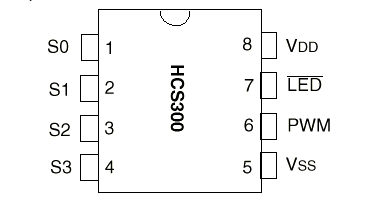 S0 1 8 VDD
S1 2 7 LED
S2 3 6 PWM
S3 4 5 VSS
HCS300